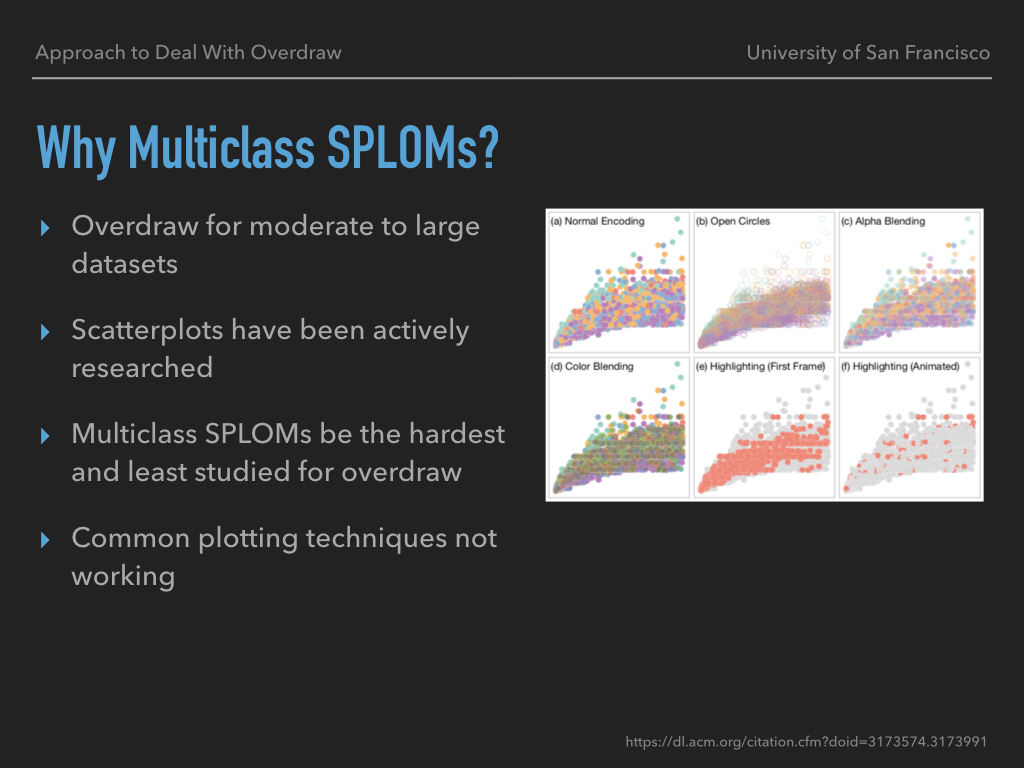 Approach to Deal With Overdraw
University of San Francisco
Why Multiclass SPLOMs?
Overdraw for moderate to large
datasets
Scatterplots have been actively
researched
Multiclass SPLOMs be the hardest
and least studied for overdraw
Common plotting techniques not
working
(a) Normal Encoding
(b) Open Circles
(c) Alpha Blending
(d) Color Blending
(e) Highlighting (First Frame)
(f) Highlighting (Animated)
https://dl.acm.org/citation.cfm?doid=3173574.3173991